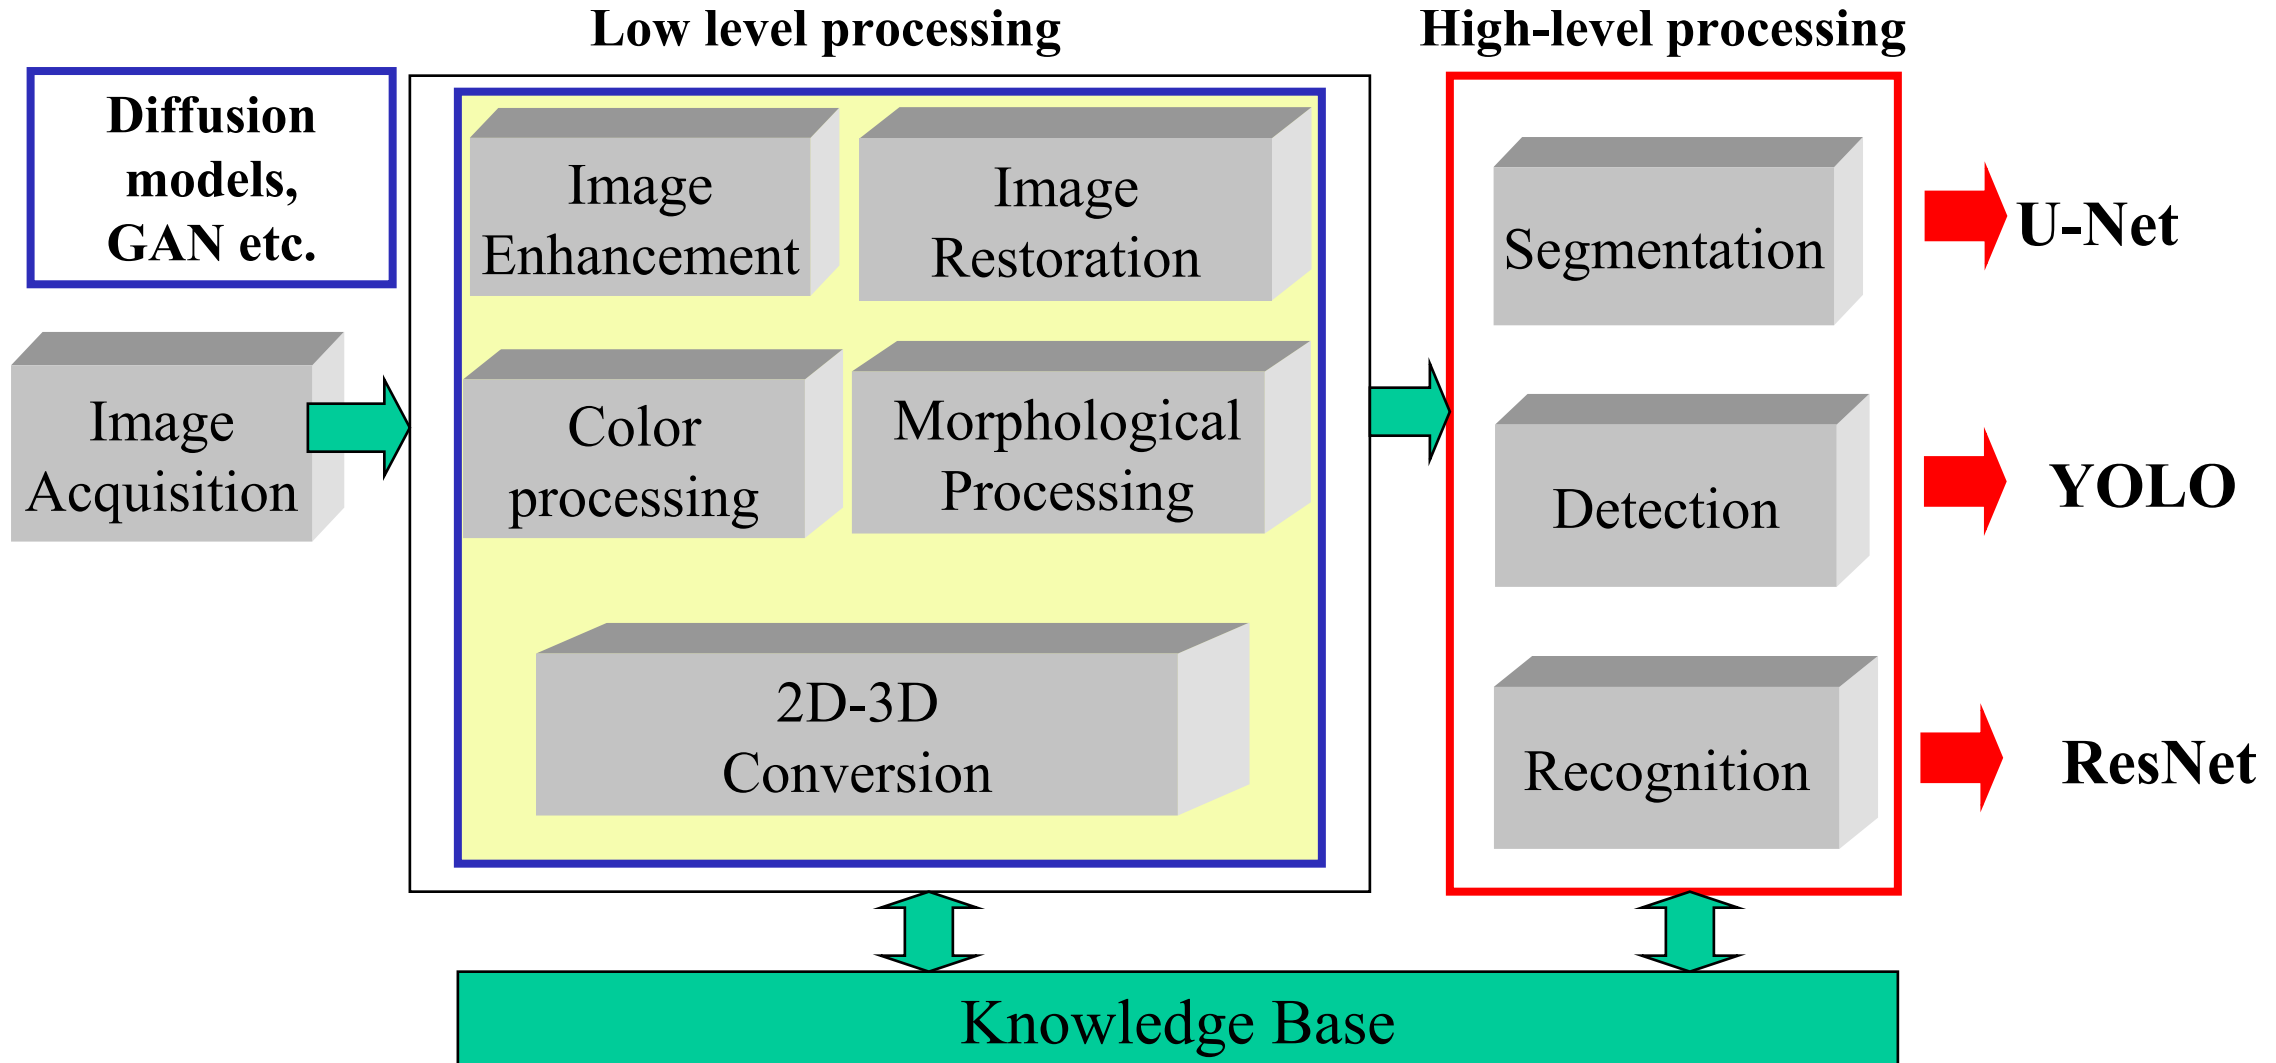 Low level processing
High-level processing
Diffusion
models,
GAN etc.
Image
Acquisition
Image
Enhancement
Image
Restoration
Color
processing
Morphological
Processing
2D-3D
Conversion
Segmentation
Detection
Recognition
U-Net
YOLO
ResNet
Knowledge Base